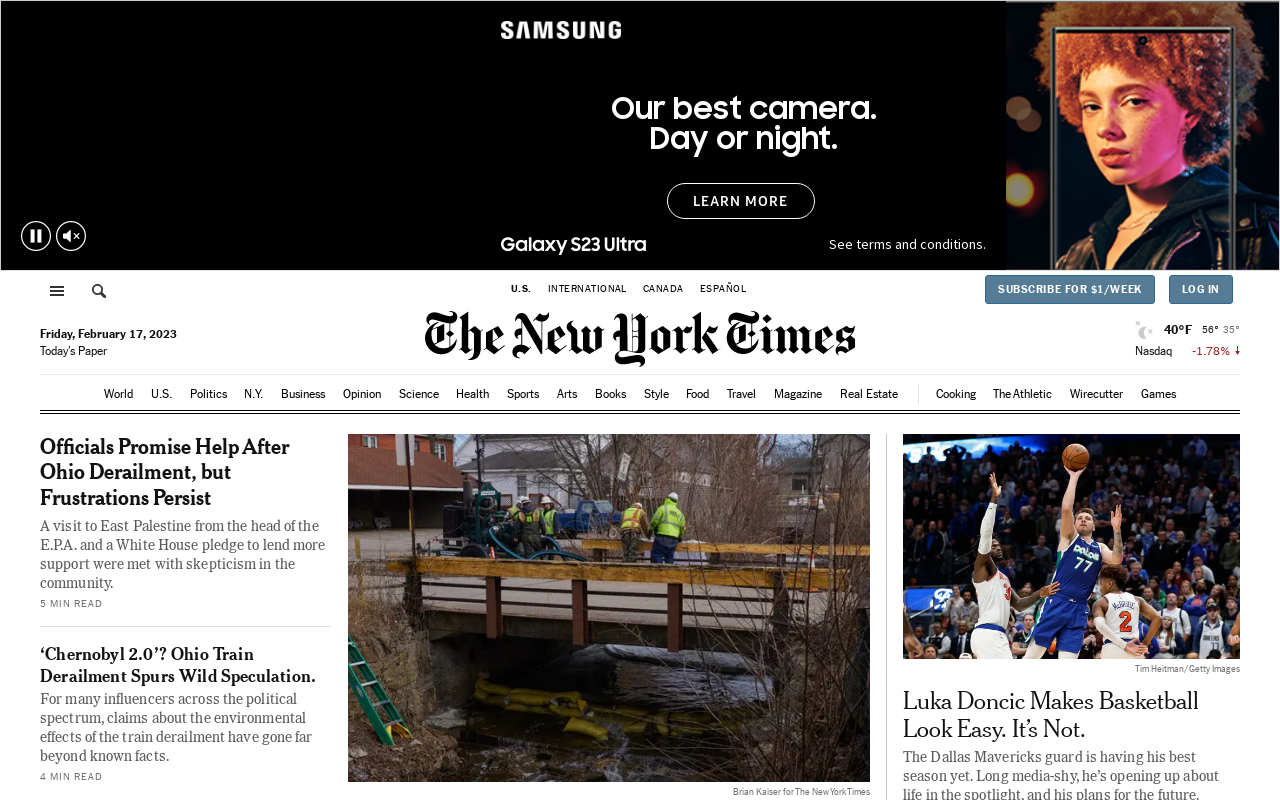 SAMSUNG
Our best camera.
Day or night.
LEARN MORE
Galaxy S23 Ultra
See terms and conditions.
U.S. INTERNATIONAL CANADA ESPAÑOL
SUBSCRIBE FOR $1/WEEK
LOG IN
Friday, February 17, 2023
Today's Paper
The New York Times
40°F 56° 35°
Nasdaq -1.78%
World U.S. Politics N.Y. Business Opinion Science Health Sports Arts Books Style Food Travel Magazine Real Estate Cooking The Athletic Wirecutter Games
Officials Promise Help After
Ohio Derailment, but
Frustrations Persist
A visit to East Palestine from the head of the
E.P.A. and a White House pledge to lend more
support were met with skepticism in the
community.
5 MIN READ
‘Chernobyl 2.0’? Ohio Train
Derailment Spurs Wild Speculation.
For many influencers across the political
spectrum, claims about the environmental
effects of the train derailment have gone far
beyond known facts.
4 MIN READ
Brian Kaiser for The New York Times
77
McBRIDE
2
Tim Heitman/Getty Images
Luka Doncic Makes Basketball
Look Easy. It’s Not.
The Dallas Mavericks guard is having his best
season yet. Long media-shy, he’s opening up about
life in the spotlight, and his plans for the future.